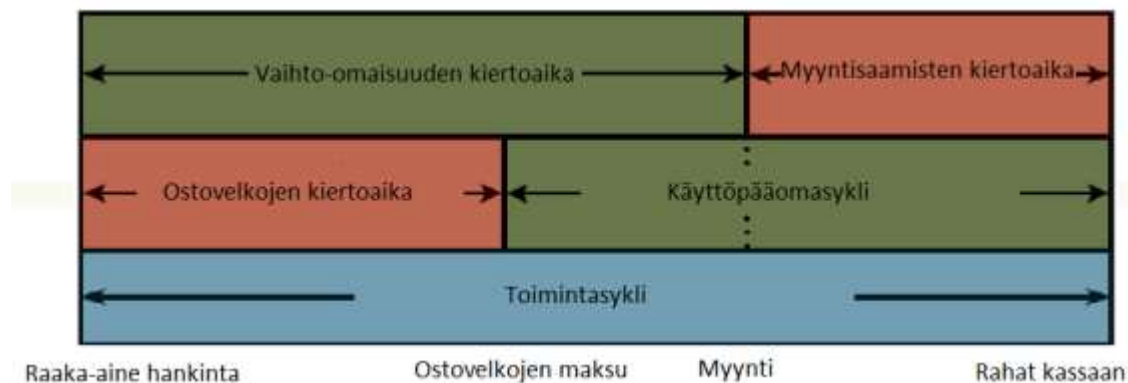 Vaihto-omaisuuden kiertoaika
Myyntisaamisten kiertoaika
Ostovelkojen kiertoaika
Käyttöpääomasykli
Toimintasykli
Raaka-aine hankinta
Ostovelkojen maksu
Myynti
Rahat kassaan